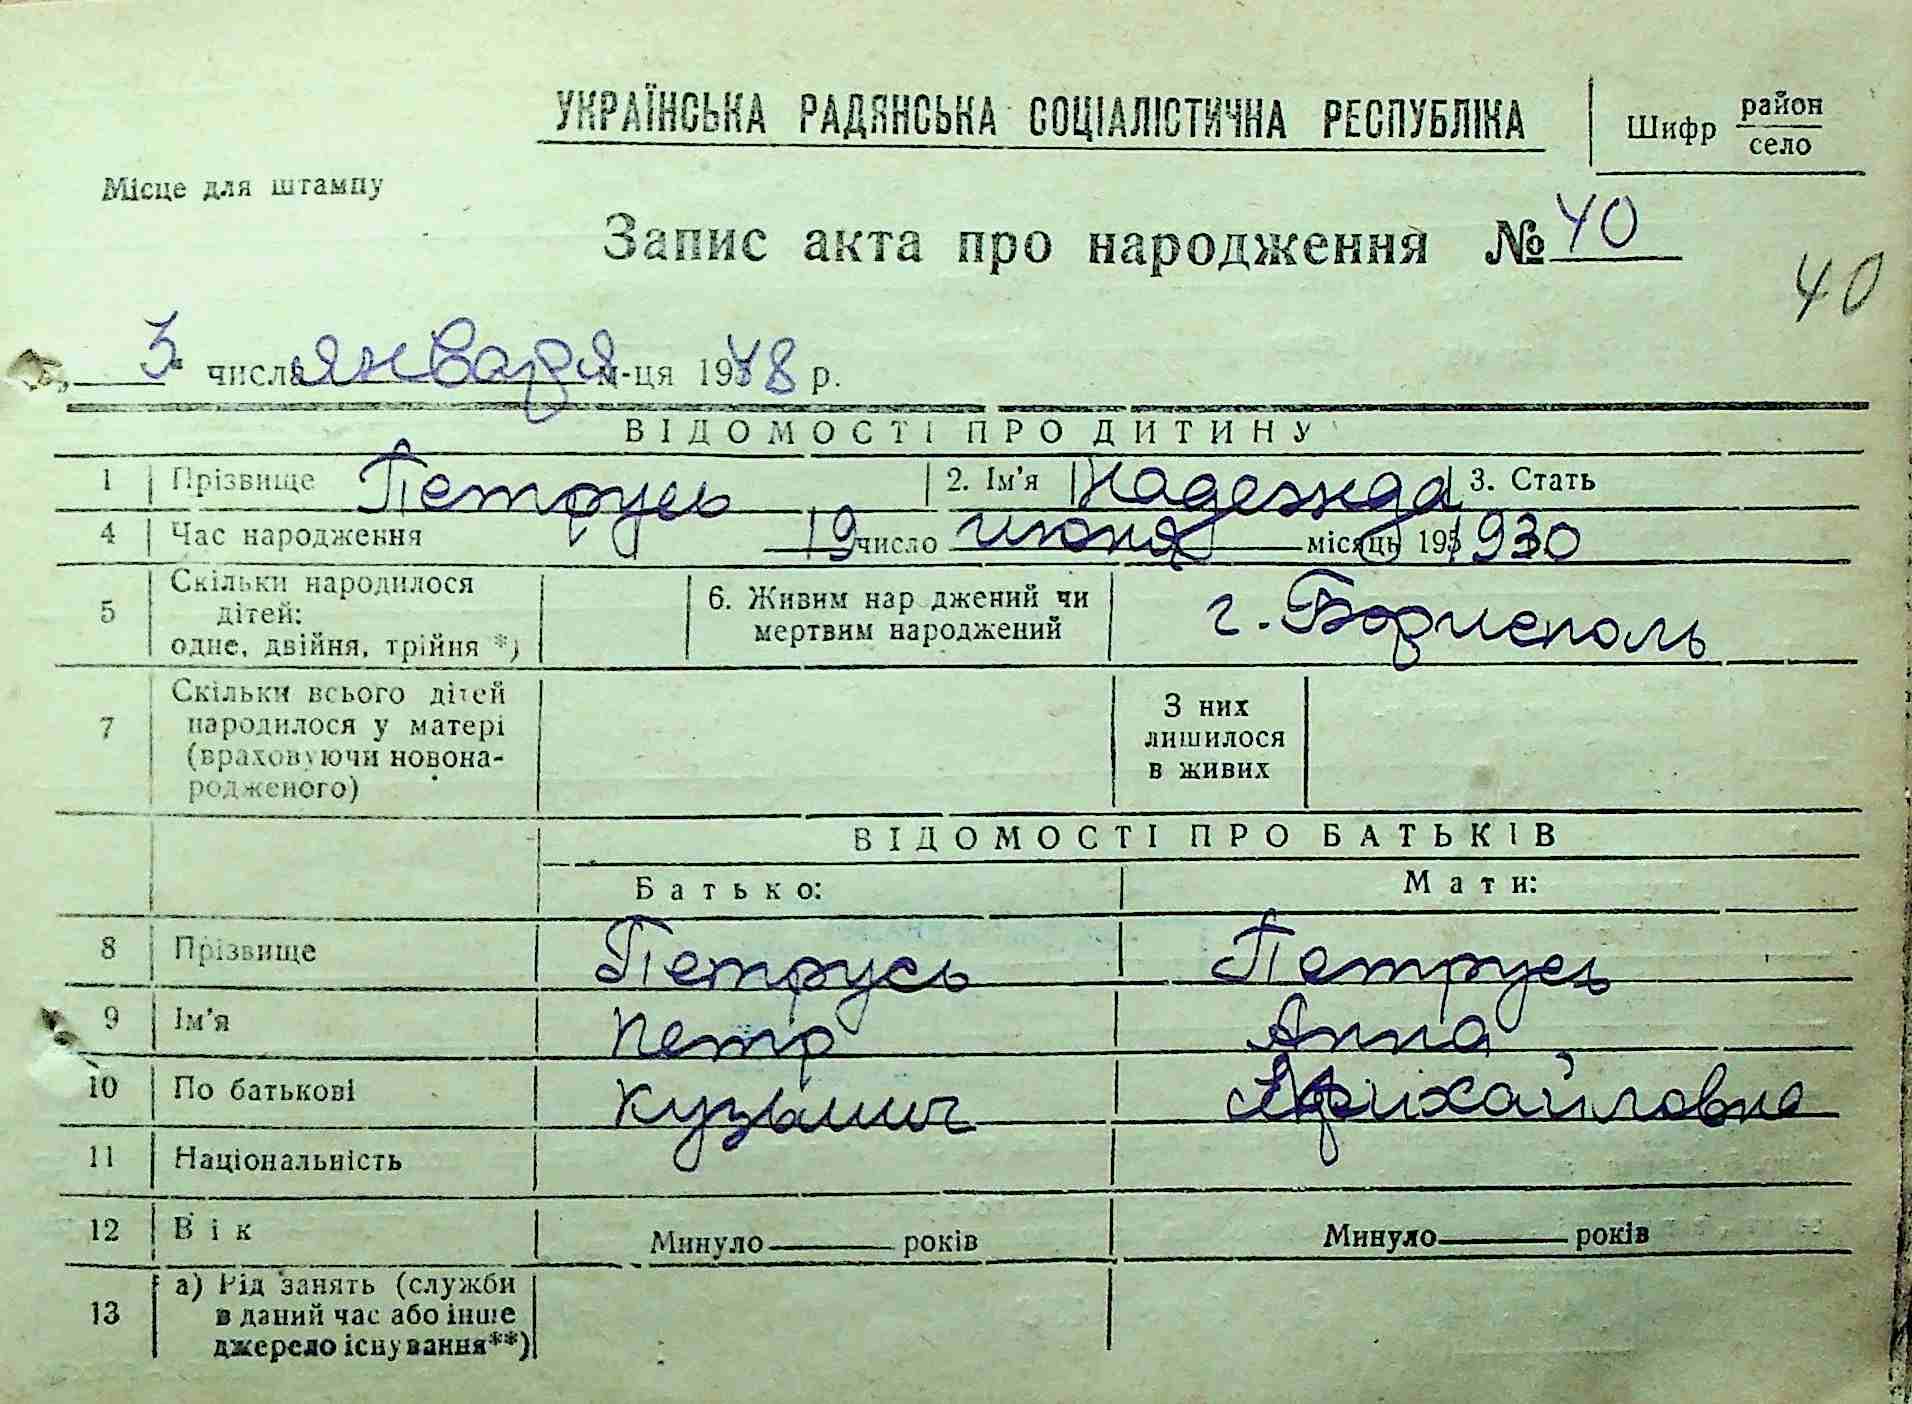 УКРАЇНСЬКА РАДЯНСЬКА СОЦІАЛІСТИЧНА РЕСПУБЛІКА
Шифр район
село
Місце для штампу
Запис акта про народження № 40
40
„ 3 " числа января м-ця 1948 р.
ВІДОМОСТІ ПРО ДИТИНУ
1 Прізвище Петрусь 2. Ім'я Надежда 3. Стать
4 Час народження 19 число июня місяць 195 1930
5 Скільки народилося дітей: одне, двійня, трійня *) 6. Живим народжений чи мертвим народжений г. Борисполь
7 Скільки всього дітей народилося у матері (враховуючи новонародженого) З них лишилося в живих
ВІДОМОСТІ ПРО БАТЬКІВ
Батько: Мати:
8 Прізвище Петрусь Петрусь
9 Ім'я Петр Анна
10 По батькові Кузьмич Михайловна
11 Національність
12 Вік Минуло років Минуло років
13 а) Рід занять (служби в даний час або інше джерело існування**)